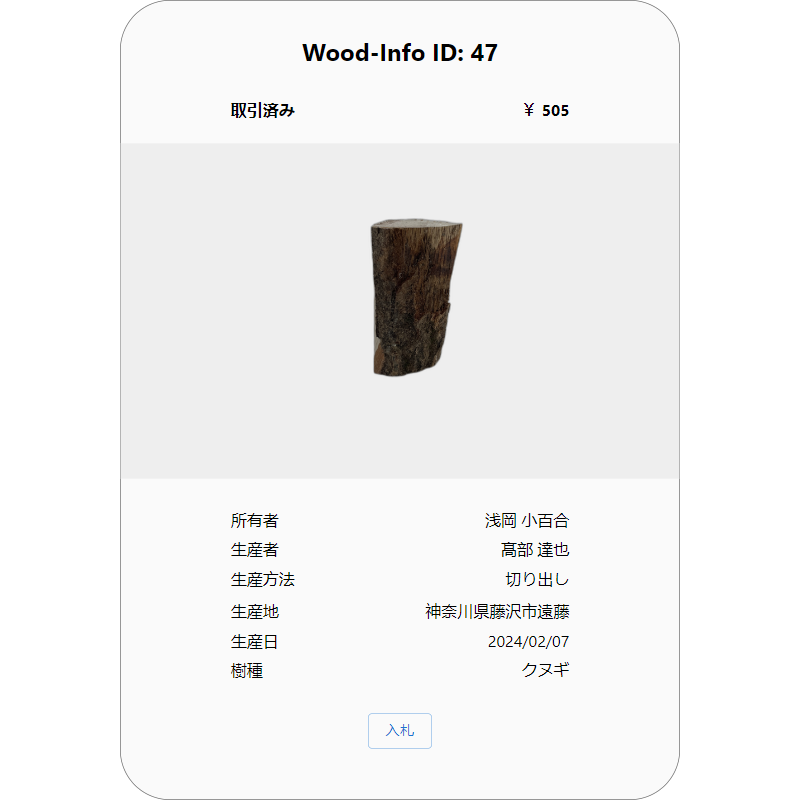 Wood-Info ID: 47
取引済み ¥ 505
所有者 浅岡 小百合
生産者 髙部 達也
生産方法 切り出し
生産地 神奈川県藤沢市遠藤
生産日 2024/02/07
樹種 クヌギ
入札